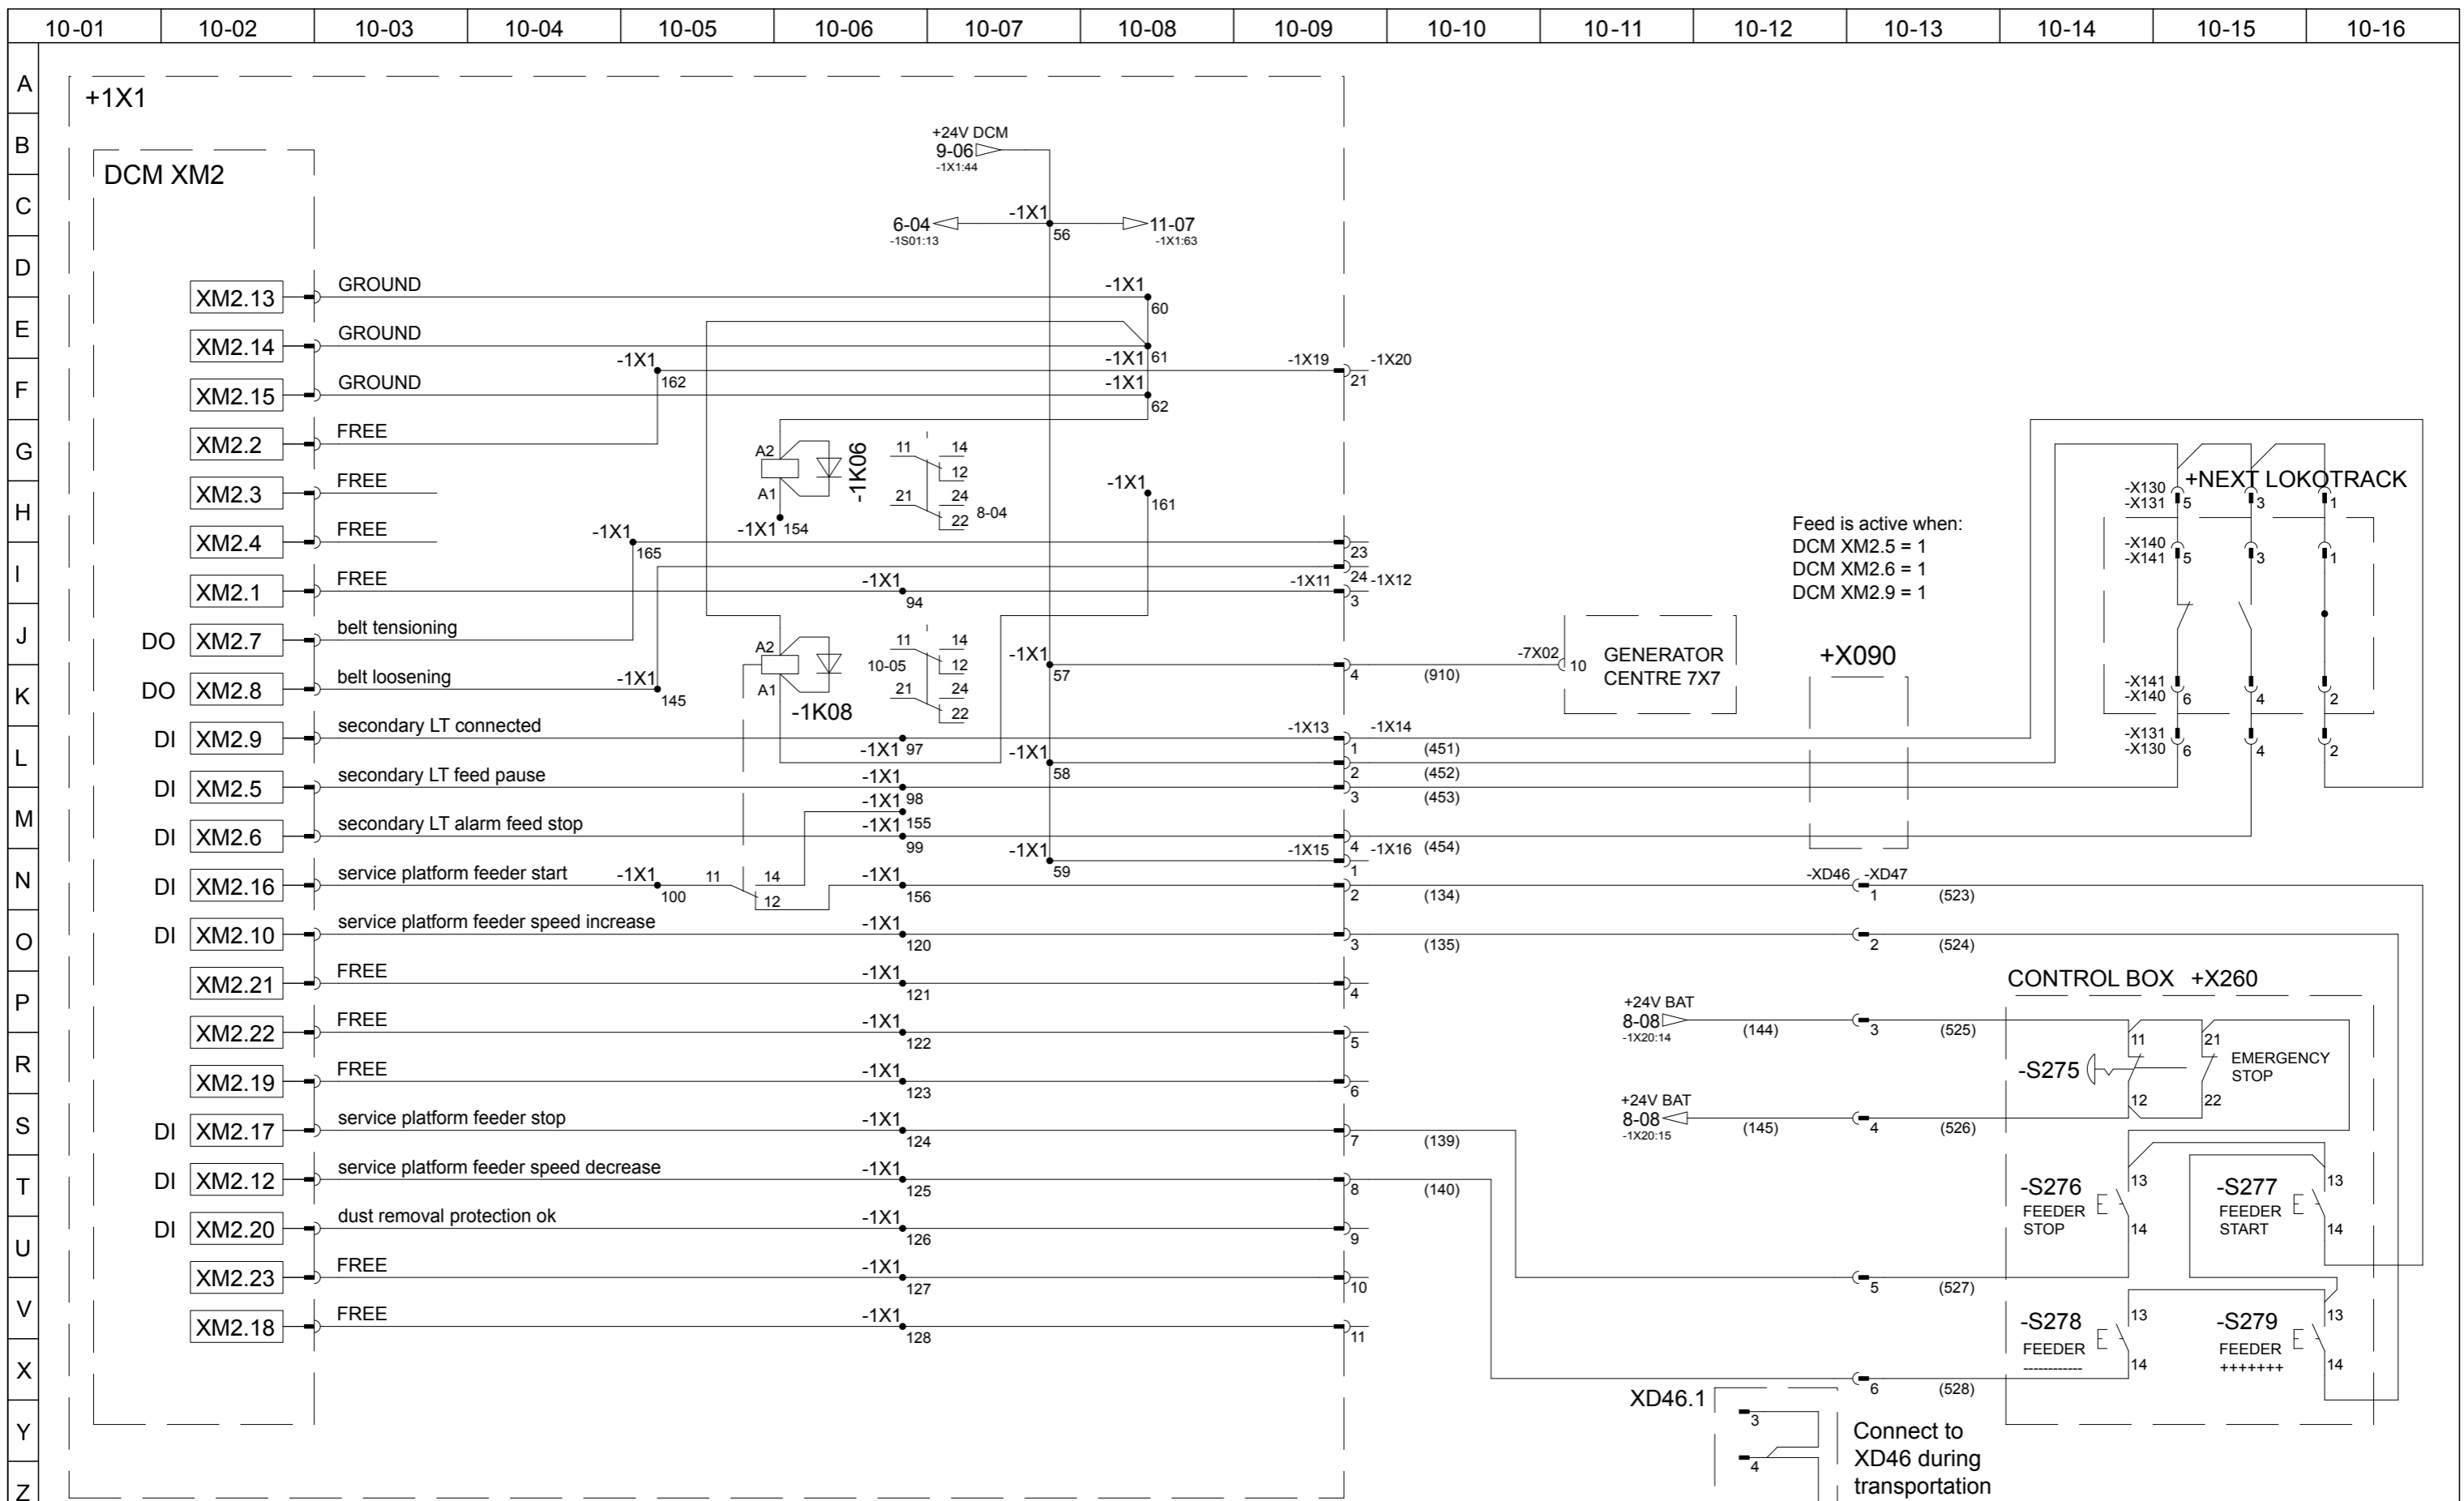 10-01 10-02 10-03 10-04 10-05 10-06 10-07 10-08 10-09 10-10 10-11 10-12 10-13 10-14 10-15 10-16
A
+1X1
B
+24V DCM
9-06
-1X1:44
DCM XM2
C
6-04 -1X1 11-07
-1S01:13 56 -1X1:63
D
XM2.13 GROUND -1X1
60
E
XM2.14 GROUND
-1X1 -1X1 61 -1X19 -1X20
162 21
F
XM2.15 GROUND -1X1
62
G
XM2.2 FREE
A2 -1K06 11 14
12
A1 21 24
22 8-04
-1X1 154
-1X1
161
+NEXT LOKOTRACK
-X130
-X131 5 3 1
XM2.3 FREE
H
XM2.4 FREE -1X1
165 23
Feed is active when:
DCM XM2.5 = 1
DCM XM2.6 = 1
DCM XM2.9 = 1
-X140
-X141 5 3 1
I
XM2.1 FREE -1X1 -1X11 24 -1X12
94 3
J
DO XM2.7 belt tensioning
A2 11 14
10-05 12
A1 21 24
22
-1K08
-1X1
57 4 (910)
-7X02 10 GENERATOR
CENTRE 7X7
+X090
K
DO XM2.8 belt loosening -1X1
145
-X141
-X140 6 4 2
DI XM2.9 secondary LT connected -1X13 -1X14
-1X1 97 1 (451)
L
-1X1
58 2 (452)
-X131
-X130 6 4 2
DI XM2.5 secondary LT feed pause -1X1
98 3 (453)
M
-1X1
155
DI XM2.6 secondary LT alarm feed stop -1X1
99 4 (454)
-1X1 -1X15 -1X16
59 1
N
DI XM2.16 service platform feeder start -1X1 11 14 -1X1 -XD46 -XD47
100 12 156 2 (134) 1 (523)
O
DI XM2.10 service platform feeder speed increase -1X1
120 3 (135) 2 (524)
XM2.21 FREE -1X1
121 4
CONTROL BOX +X260
P
+24V BAT
8-08
-1X20:14
(144) 3 (525)
XM2.22 FREE -1X1
122 5
R
XM2.19 FREE -1X1
123 6
-S275 11 21
12 22
EMERGENCY
STOP
S
+24V BAT
8-08
-1X20:15
(145) 4 (526)
DI XM2.17 service platform feeder stop -1X1
124 7 (139)
T
DI XM2.12 service platform feeder speed decrease -1X1
125 8 (140)
-S276 13
FEEDER
STOP 14
-S277 13
FEEDER
START 14
U
DI XM2.20 dust removal protection ok -1X1
126 9
XM2.23 FREE -1X1
127 10 5 (527)
V
XM2.18 FREE -1X1
128 11
-S278 13
FEEDER 14
------------
-S279 13
FEEDER 14
+++++++
X
6 (528)
XD46.1
Y
3
4
Connect to
XD46 during
transportation
Z